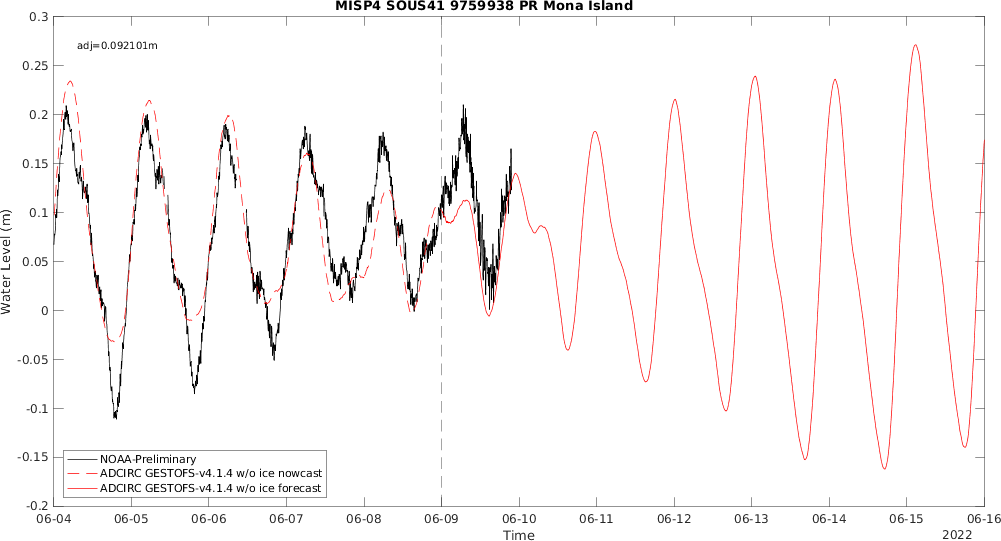 MISP4 SOUS41 9759938 PR Mona Island
adj=0.092101m
Water Level (m)
0.3
0.25
0.2
0.15
0.1
0.05
0
-0.05
-0.1
-0.15
-0.2
NOAA-Preliminary
ADCIRC GESTOFS-v4.1.4 w/o ice nowcast
ADCIRC GESTOFS-v4.1.4 w/o ice forecast
06-04 06-05 06-06 06-07 06-08 06-09 06-10 06-11 06-12 06-13 06-14 06-15 06-16
Time
2022